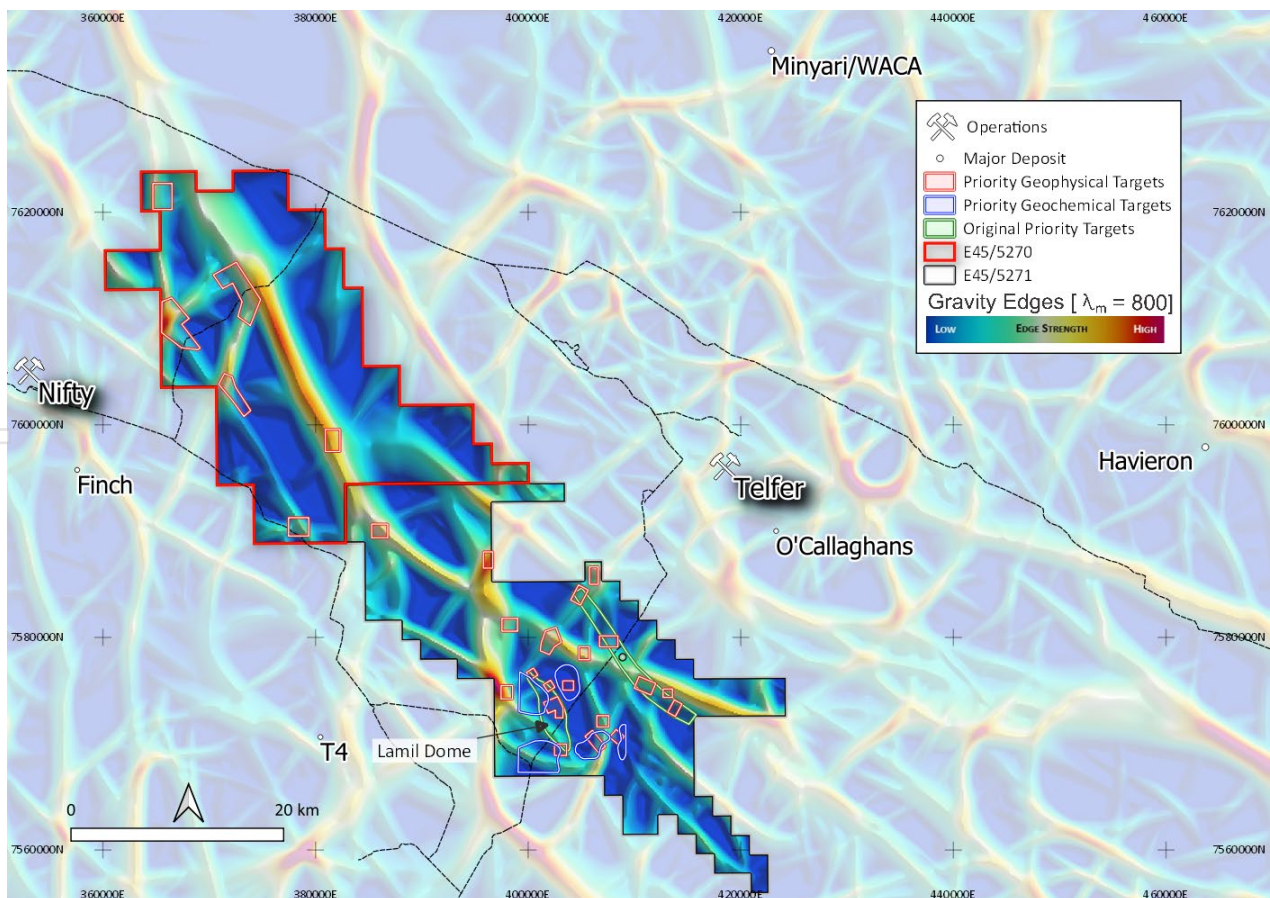 360000E
380000E
400000E
420000E
440000E
460000E
Minyari/WACA
Operations
Major Deposit
Priority Geophysical Targets
Priority Geochemical Targets
Original Priority Targets
E45/5270
E45/5271
Gravity Edges [ λm = 800]
LOW EDGE STRENGTH HIGH
7620000N
7620000N
Nifty
7600000N
7600000N
Finch
Telfer
Havieron
O'Callaghans
7580000N
7580000N
T4
Lamil Dome
0 20 km
7560000N
7560000N
360000E
380000E
400000E
420000E
440000E
460000E